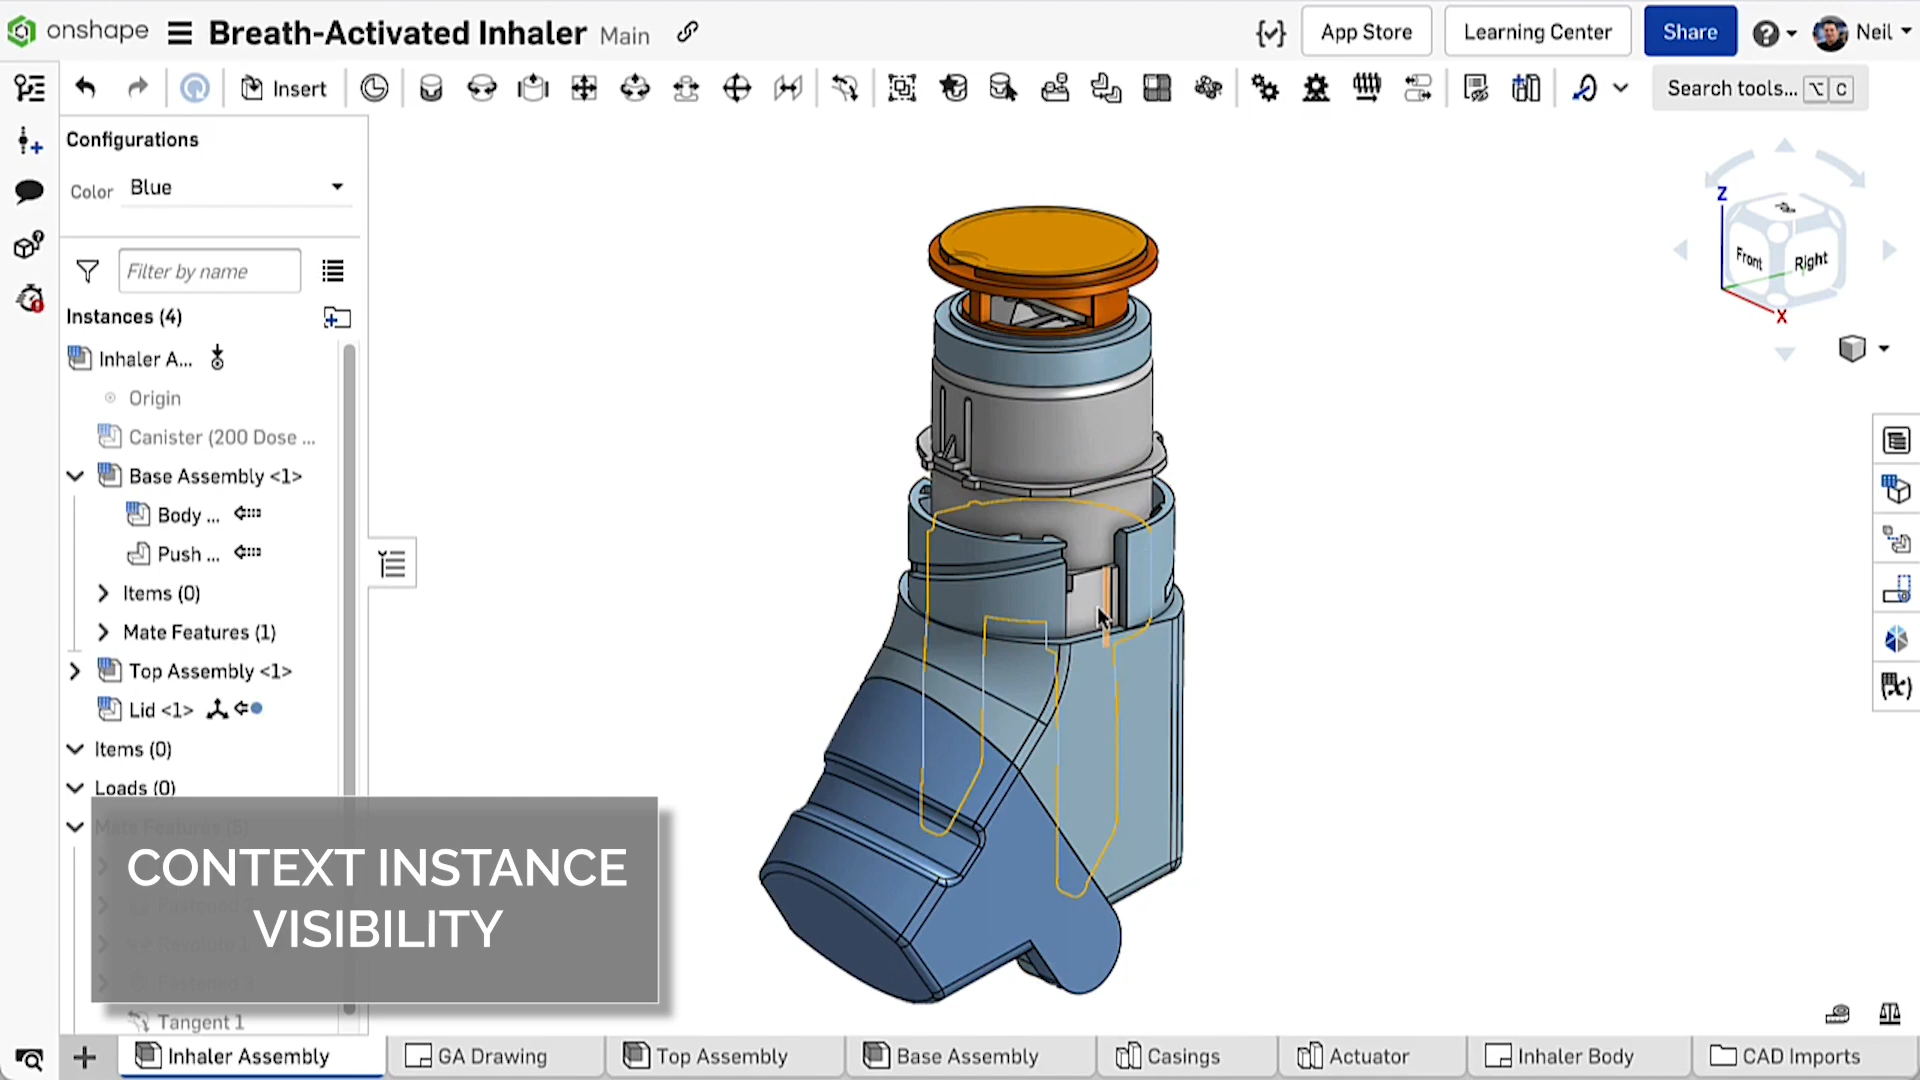 onshape Breath-Activated Inhaler Main App Store Learning Center Share Neil
Insert Search tools... ⌥ C
Configurations
Color Blue
Filter by name
Instances (4)
Inhaler A...
Origin
Canister (200 Dose ...
Base Assembly <1>
Body ...
Push ...
Items (0)
Mate Features (1)
Top Assembly <1>
Lid <1>
Items (0)
Loads (0)
Mate Features
CONTEXT INSTANCE
VISIBILITY
Tangent 1
Z
Front Right
X
Inhaler Assembly GA Drawing Top Assembly Base Assembly Casings Actuator Inhaler Body CAD Imports